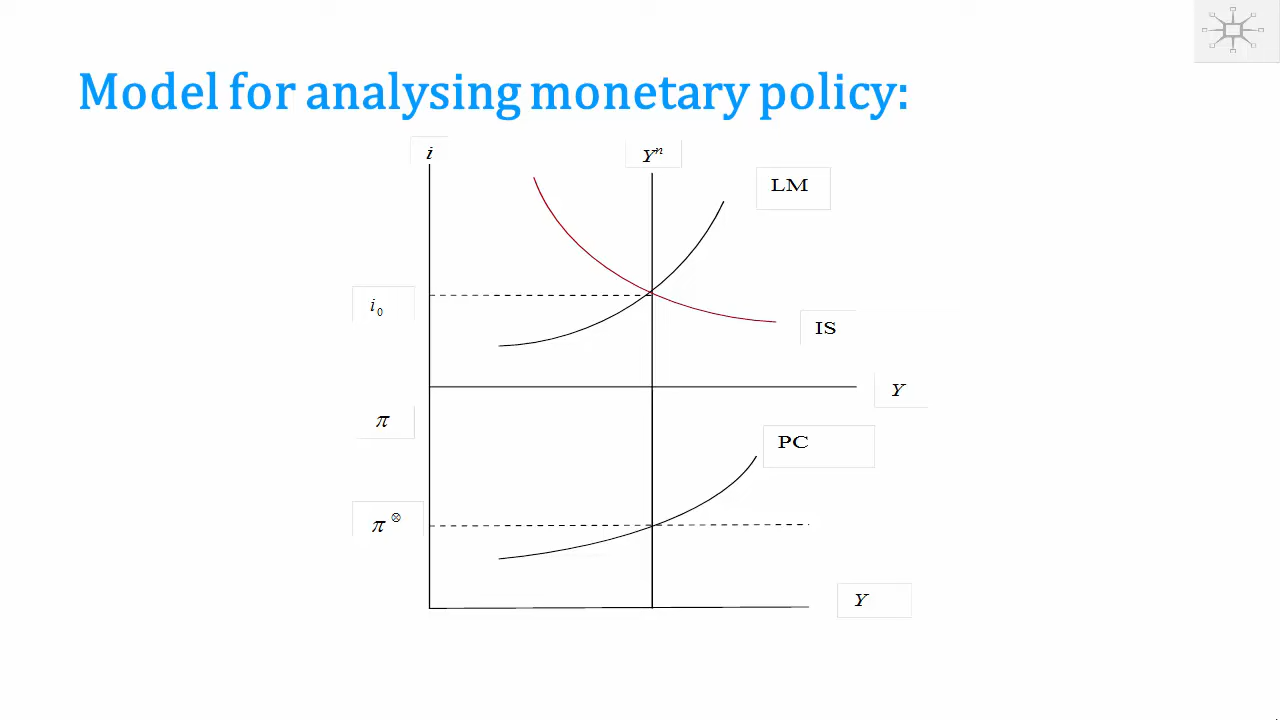 Model for analysing monetary policy:
i
Yⁿ
LM
i₀
IS
Y
π
PC
π⊗
Y